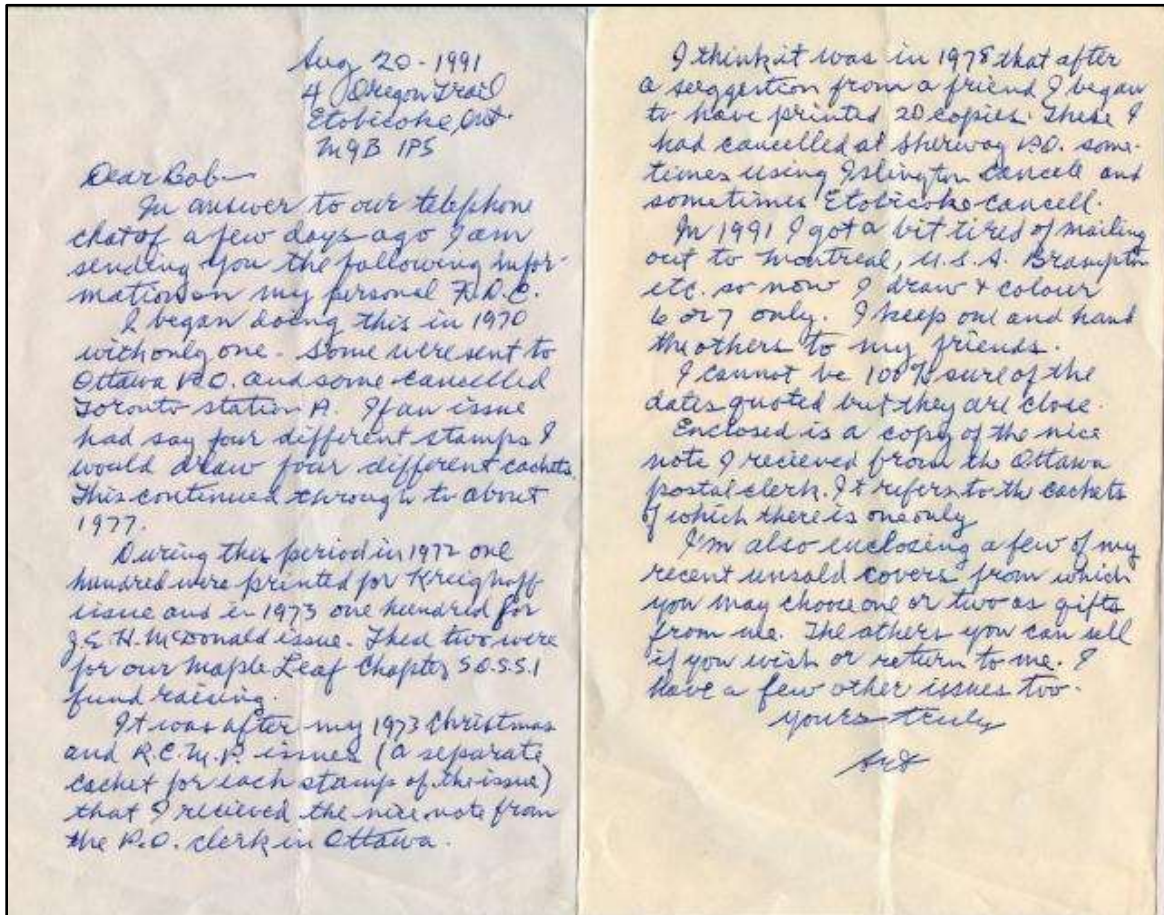 Aug 20 - 1991
4 Oregon Trail
Etobicoke, Ont.
M9B 1P5
Dear Bob—
In answer to our telephone
chat of a few days ago I am
sending you the following infor-
mation on my personal F.D.C.
I began doing this in 1970
with only one. Some were sent to
Ottawa P.O. and some cancelled
Toronto station A. If an issue
had say four different stamps I
would draw four different cachets.
This continued through to about
1977.
During this period in 1972 one
hundred were printed for Kreighoff
issue and in 1973 one hundred for
J.E.H. McDonald issue. These two were
for our Maple Leaf Chapter S.O.S.S.I
fund raising.
It was after my 1973 Christmas
and R.C.M.P. issues (a separate
cachet for each stamp of the issue)
that I recieved the nice note from
the P.O. clerk in Ottawa.
I think it was in 1978 that after
a suggestion from a friend I began
to have printed 20 copies. These I
had cancelled at Sherway P.O. some-
times using Islington cancell and
sometimes Etobicoke cancell.
In 1991 I got a bit tired of mailing
out to Montreal, U.S.A. Brampton
etc. so now I draw & colour
6 or 7 only. I keep one and hand
the others to my friends.
I cannot be 100% sure of the
dates quoted but they are close.
Enclosed is a copy of the nice
note I recieved from the Ottawa
postal clerk. It refers to the cachets
of which there is one only
I'm also enclosing a few of my
recent unsold covers from which
you may choose one or two as gifts
from me. The others you can sell
if you wish or return to me. I
have a few other issues too.
yours truly
Art